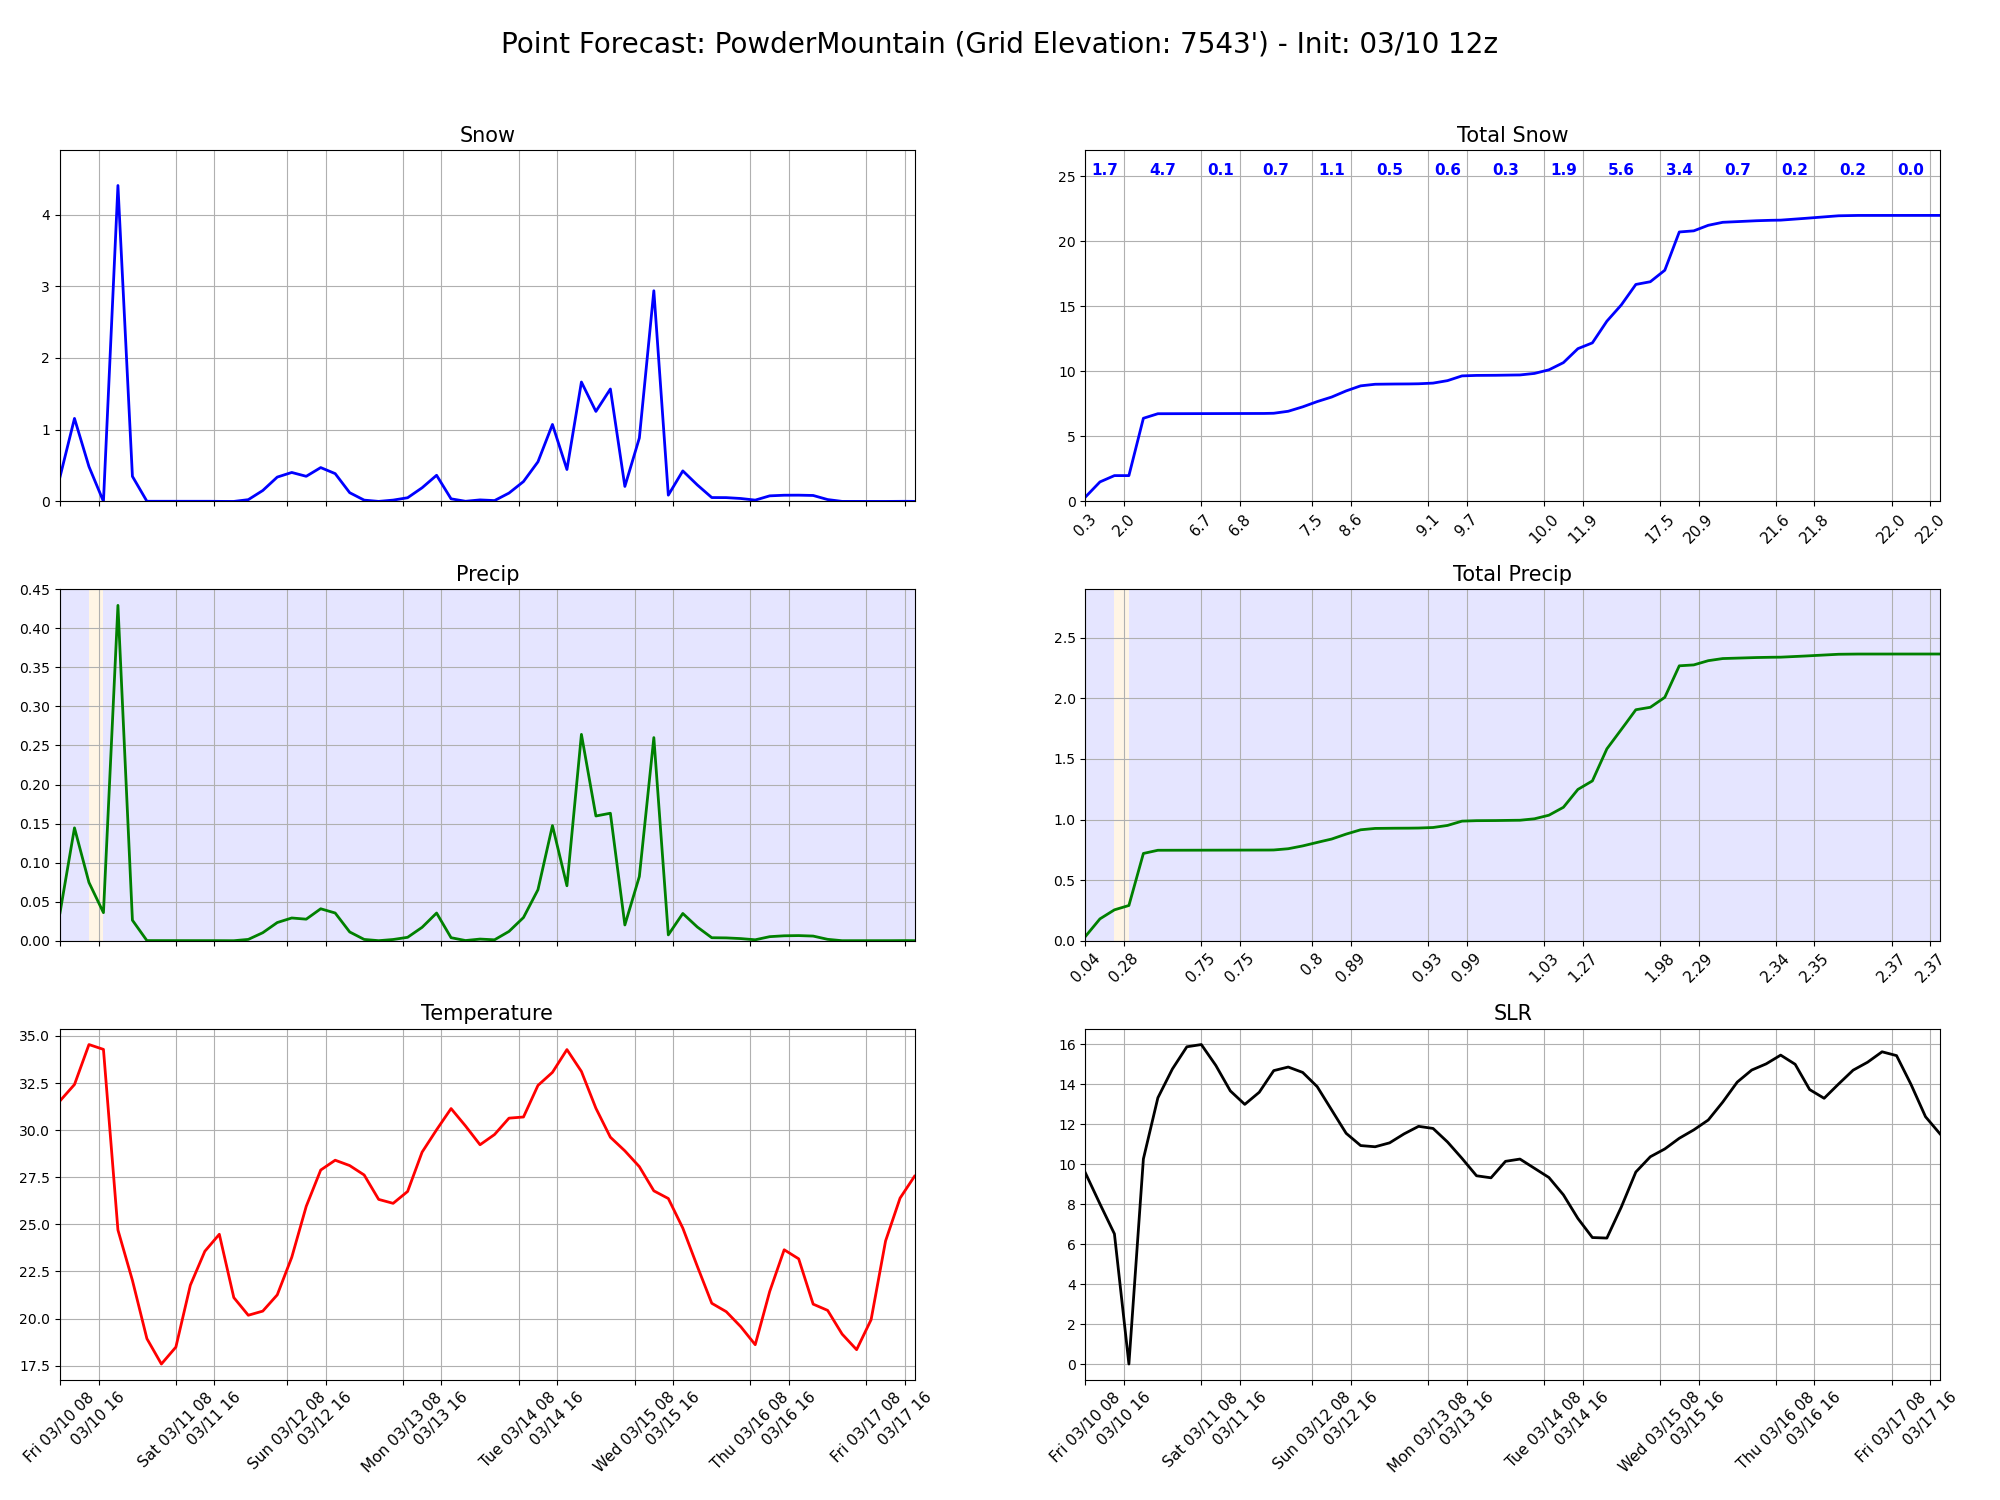 Point Forecast: PowderMountain (Grid Elevation: 7543') - Init: 03/10 12z
Snow
4
3
2
1
0
Total Snow
1.7 4.7 0.1 0.7 1.1 0.5 0.6 0.3 1.9 5.6 3.4 0.7 0.2 0.2 0.0
25
20
15
10
5
0
0.3 2.0 6.7 6.8 7.5 8.6 9.1 9.7 10.0 11.9 17.5 20.9 21.6 21.8 22.0 22.0
Precip
0.45
0.40
0.35
0.30
0.25
0.20
0.15
0.10
0.05
0.00
Total Precip
2.5
2.0
1.5
1.0
0.5
0.0
0.04 0.28 0.75 0.75 0.8 0.89 0.93 0.99 1.03 1.27 1.98 2.29 2.34 2.35 2.37 2.37
Temperature
35.0
32.5
30.0
27.5
25.0
22.5
20.0
17.5
Fri 03/10 08
03/10 16
Sat 03/11 08
03/11 16
Sun 03/12 08
03/12 16
Mon 03/13 08
03/13 16
Tue 03/14 08
03/14 16
Wed 03/15 08
03/15 16
Thu 03/16 08
03/16 16
Fri 03/17 08
03/17 16
SLR
16
14
12
10
8
6
4
2
0
Fri 03/10 08
03/10 16
Sat 03/11 08
03/11 16
Sun 03/12 08
03/12 16
Mon 03/13 08
03/13 16
Tue 03/14 08
03/14 16
Wed 03/15 08
03/15 16
Thu 03/16 08
03/16 16
Fri 03/17 08
03/17 16